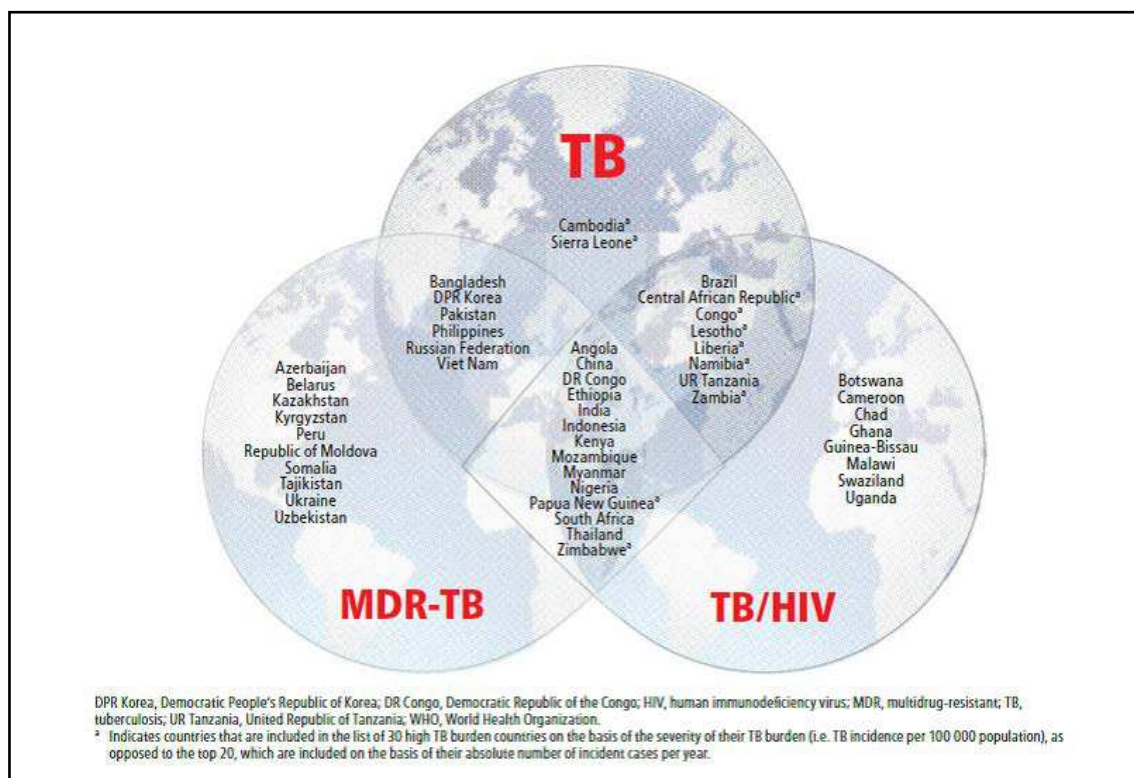 TB
Cambodiaª
Sierra Leoneª
Bangladesh
DPR Korea
Pakistan
Philippines
Russian Federation
Viet Nam
Brazil
Central African Republicª
Congoª
Lesothoª
Liberiaª
Namibiaª
UR Tanzania
Zambiaª
Angola
China
DR Congo
Ethiopia
India
Indonesia
Kenya
Mozambique
Myanmar
Nigeria
Papua New Guineaª
South Africa
Thailand
Zimbabweª
Azerbaijan
Belarus
Kazakhstan
Kyrgyzstan
Peru
Republic of Moldova
Somalia
Tajikistan
Ukraine
Uzbekistan
Botswana
Cameroon
Chad
Ghana
Guinea-Bissau
Malawi
Swaziland
Uganda
MDR-TB
TB/HIV
DPR Korea, Democratic People's Republic of Korea; DR Congo, Democratic Republic of the Congo; HIV, human immunodeficiency virus; MDR, multidrug-resistant; TB,
tuberculosis; UR Tanzania, United Republic of Tanzania; WHO, World Health Organization.
ª Indicates countries that are included in the list of 30 high TB burden countries on the basis of the severity of their TB burden (i.e. TB incidence per 100 000 population), as
opposed to the top 20, which are included on the basis of their absolute number of incident cases per year.